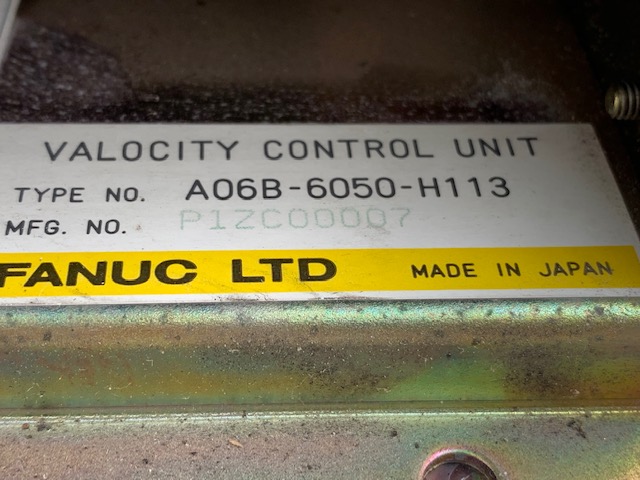 VALOCITY CONTROL UNIT
TYPE NO. A06B-6050-H113
MFG. NO. P1ZC00007
FANUC LTD MADE IN JAPAN